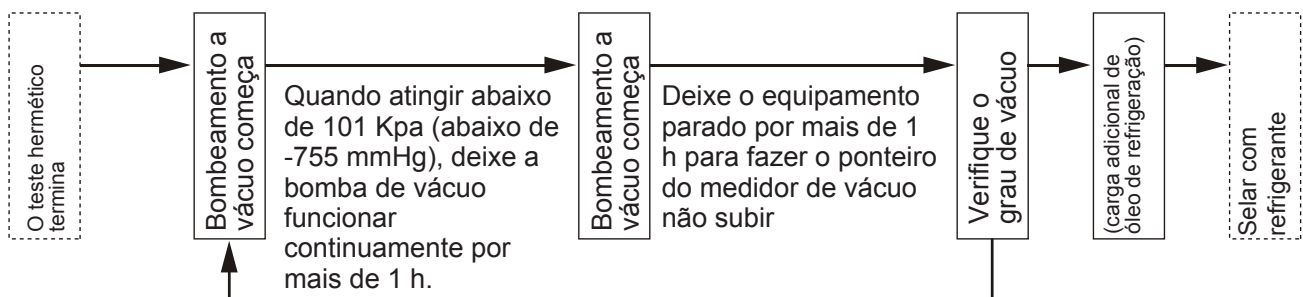 O teste hermético
termina
Bombeamento a
vácuo começa
Quando atingir abaixo
de 101 Kpa (abaixo de
-755 mmHg), deixe a
bomba de vácuo
funcionar
continuamente por
mais de 1 h.
Bombeamento a
vácuo começa
Deixe o equipamento
parado por mais de 1
h para fazer o ponteiro
do medidor de vácuo
não subir
Verifique o
grau de vácuo
(carga adicional de
óleo de refrigeração)
Selar com
refrigerante